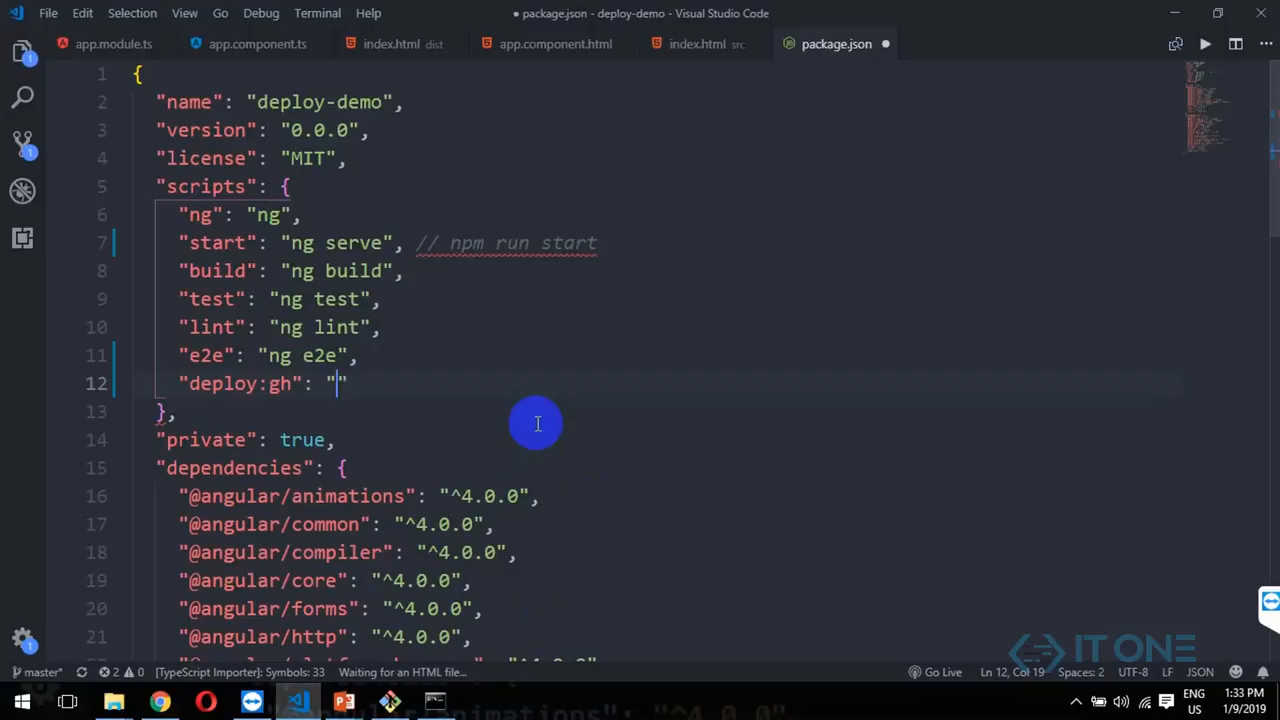 File Edit Selection View Go Debug Terminal Help
● package.json - deploy-demo - Visual Studio Code
app.module.ts app.component.ts index.html dist app.component.html index.html src package.json ●
1 {
2 "name": "deploy-demo",
3 "version": "0.0.0",
4 "license": "MIT",
5 "scripts": {
6 "ng": "ng",
7 "start": "ng serve", // npm run start
8 "build": "ng build",
9 "test": "ng test",
10 "lint": "ng lint",
11 "e2e": "ng e2e",
12 "deploy:gh": ""
13 },
14 "private": true,
15 "dependencies": {
16 "@angular/animations": "^4.0.0",
17 "@angular/common": "^4.0.0",
18 "@angular/compiler": "^4.0.0",
19 "@angular/core": "^4.0.0",
20 "@angular/forms": "^4.0.0",
21 "@angular/http": "^4.0.0",
IT ONE
master* 2 0 [TypeScript Importer]: Symbols: 33 Waiting for an HTML file... Go Live Ln 12, Col 19 Spaces: 2 UTF-8 LF JSON
ENG 1:33 PM
US 1/9/2019